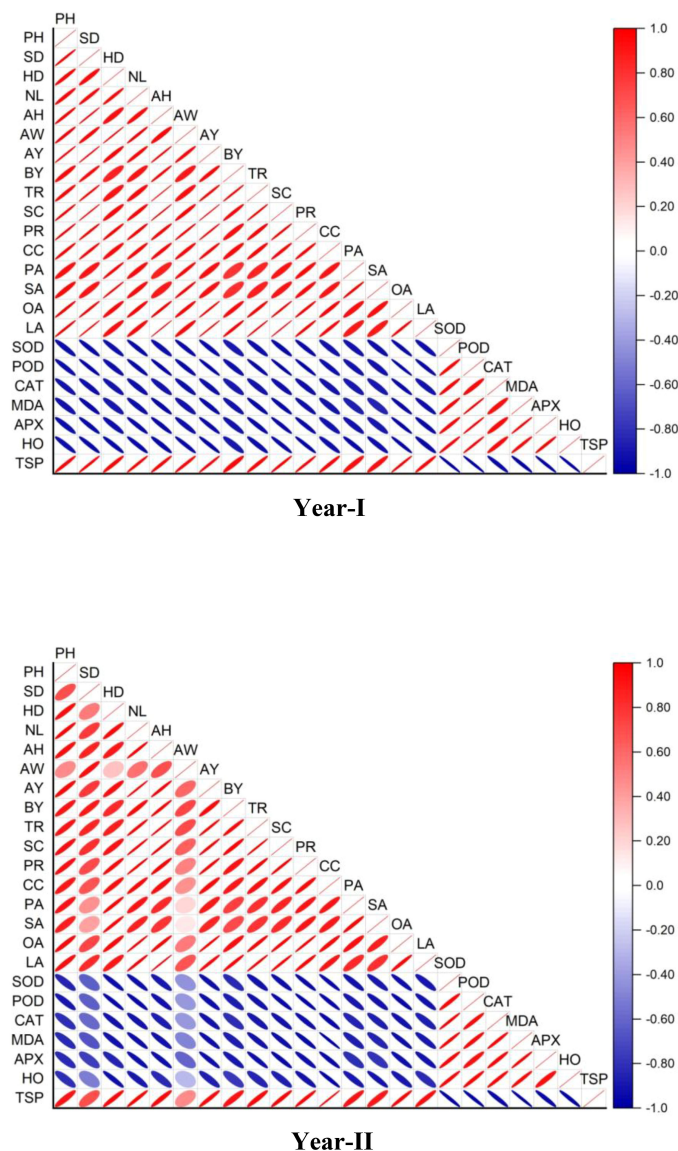 PH
PH SD
SD HD
HD NL
NL AH
AH AW
AW AY
AY BY
BY TR
TR SC
SC PR
PR CC
CC PA
PA SA
SA OA
OA LA
LA SOD
SOD POD
POD CAT
CAT MDA
MDA APX
APX HO
HO TSP
TSP
1.0
0.80
0.60
0.40
0.20
0.0
-0.20
-0.40
-0.60
-0.80
-1.0
Year-I
PH
PH SD
SD HD
HD NL
NL AH
AH AW
AW AY
AY BY
BY TR
TR SC
SC PR
PR CC
CC PA
PA SA
SA OA
OA LA
LA SOD
SOD POD
POD CAT
CAT MDA
MDA APX
APX HO
HO TSP
TSP
1.0
0.80
0.60
0.40
0.20
0.0
-0.20
-0.40
-0.60
-0.80
-1.0
Year-II